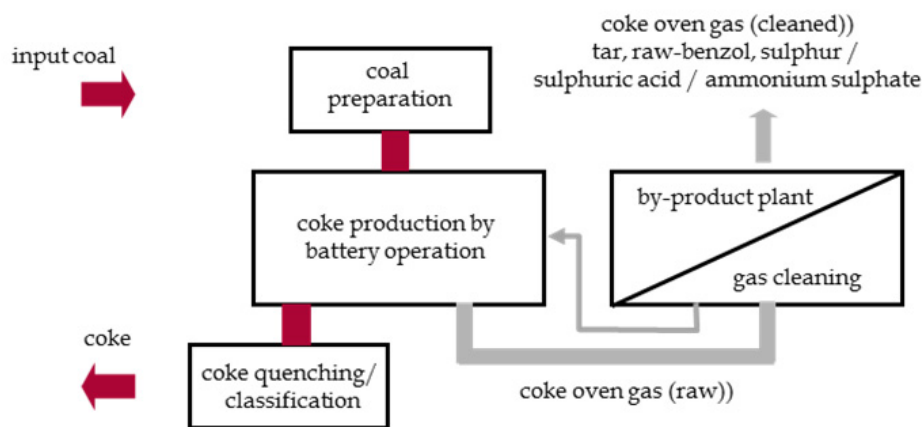 input coal
coal
preparation
coke oven gas (cleaned))
tar, raw-benzol, sulphur /
sulphuric acid / ammonium sulphate
coke production by
battery operation
by-product plant
gas cleaning
coke
coke quenching/
classification
coke oven gas (raw))